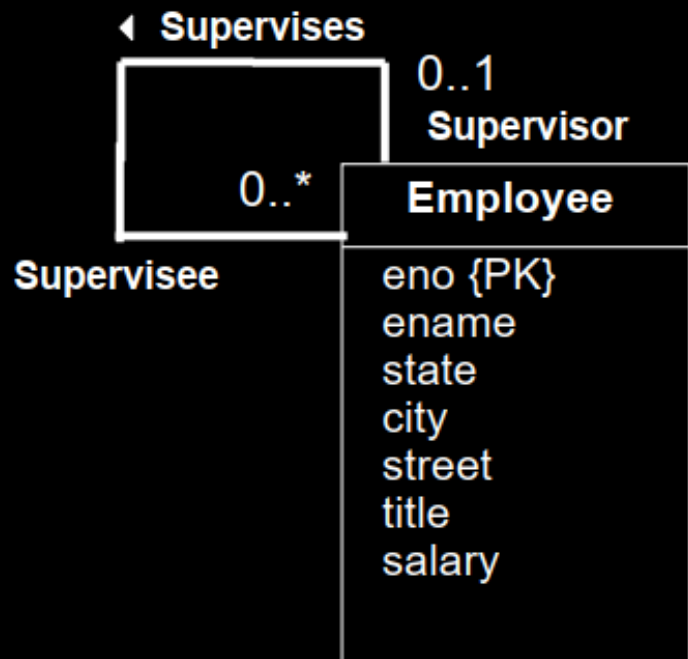 Supervises
0..1
Supervisor
0..*
Employee
Supervisee
eno {PK}
ename
state
city
street
title
salary